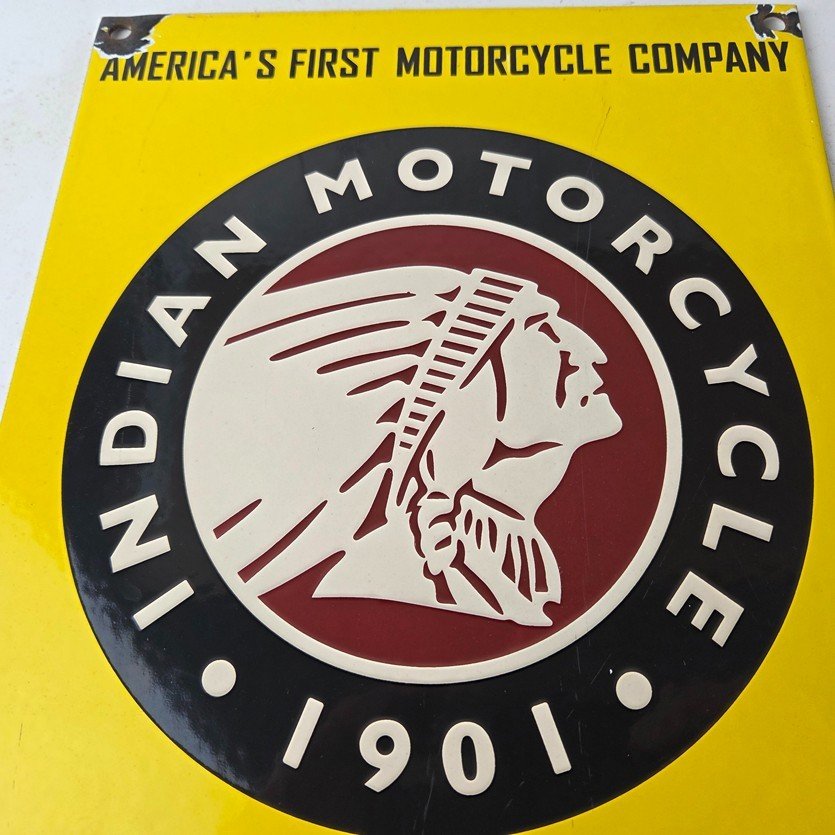 AMERICA'S FIRST MOTORCYCLE COMPANY
INDIAN MOTORCYCLE
• 1901 •